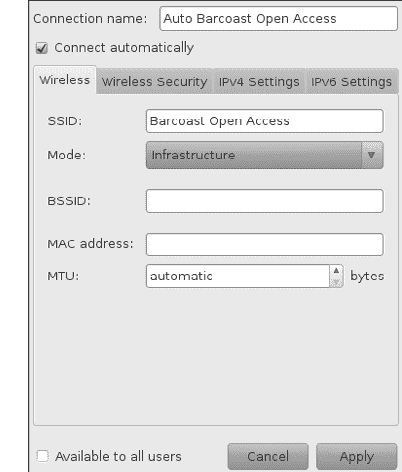 Connection name: Auto Barcoast Open Access
Connect automatically
Wireless Wireless Security IPv4 Settings IPv6 Settings
SSID: Barcoast Open Access
Mode: Infrastructure
BSSID:
MAC address:
MTU: automatic bytes
Available to all users Cancel Apply